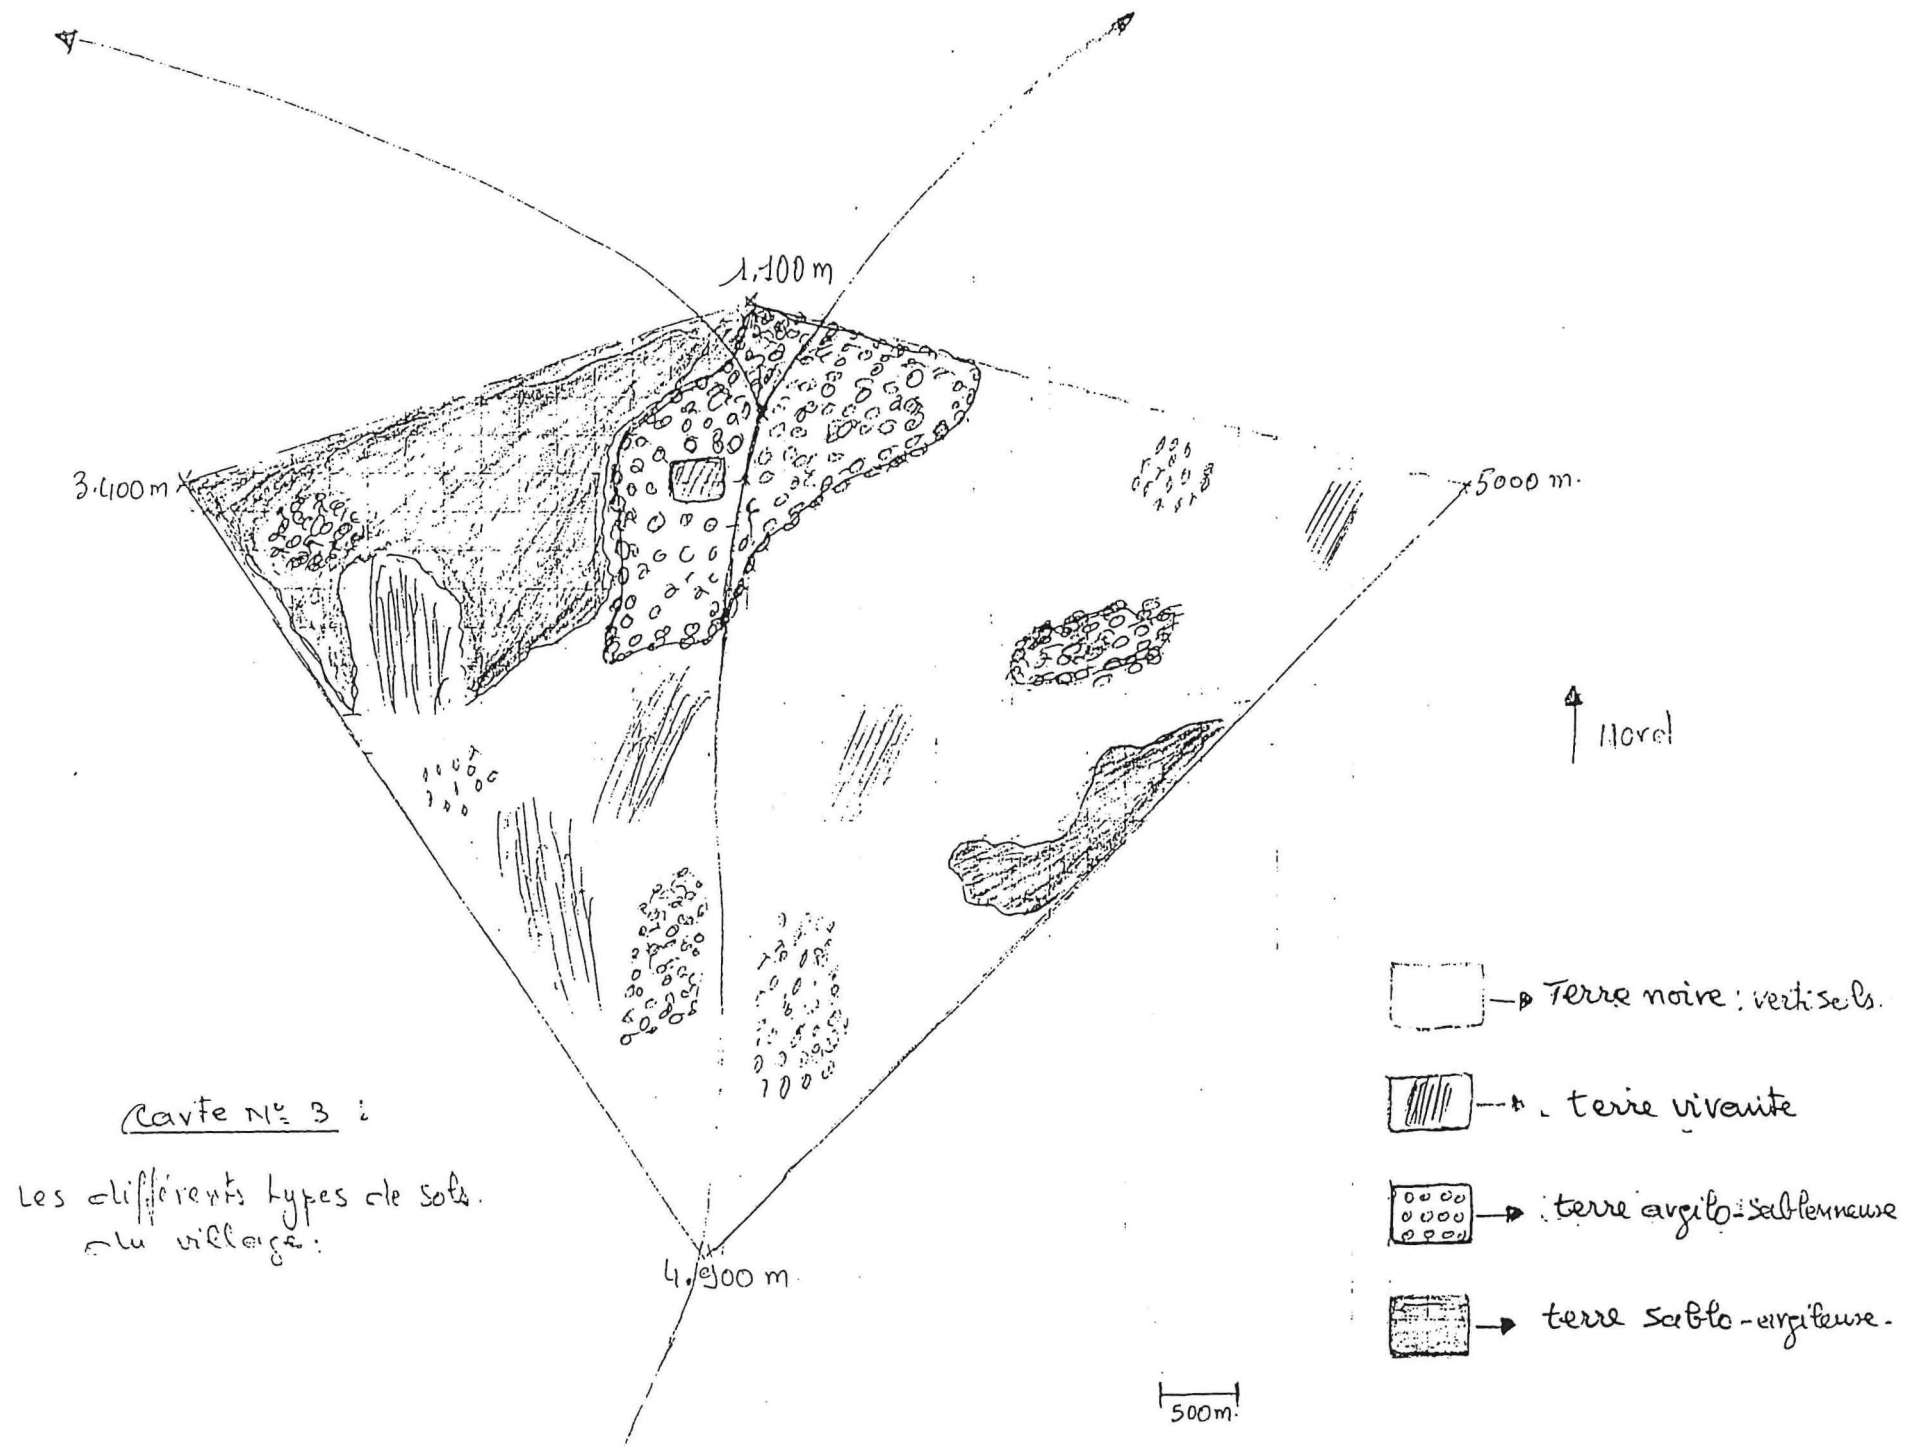 1.100 m
3.400 m
5000 m.
Nord
Terre noire : vertisols.
terre vivante
Carte N° 3 :
Les différents types de sols.
du village.
: terre argilo-sablonneuse
4.900 m.
terre sablo-argileuse.
500m.